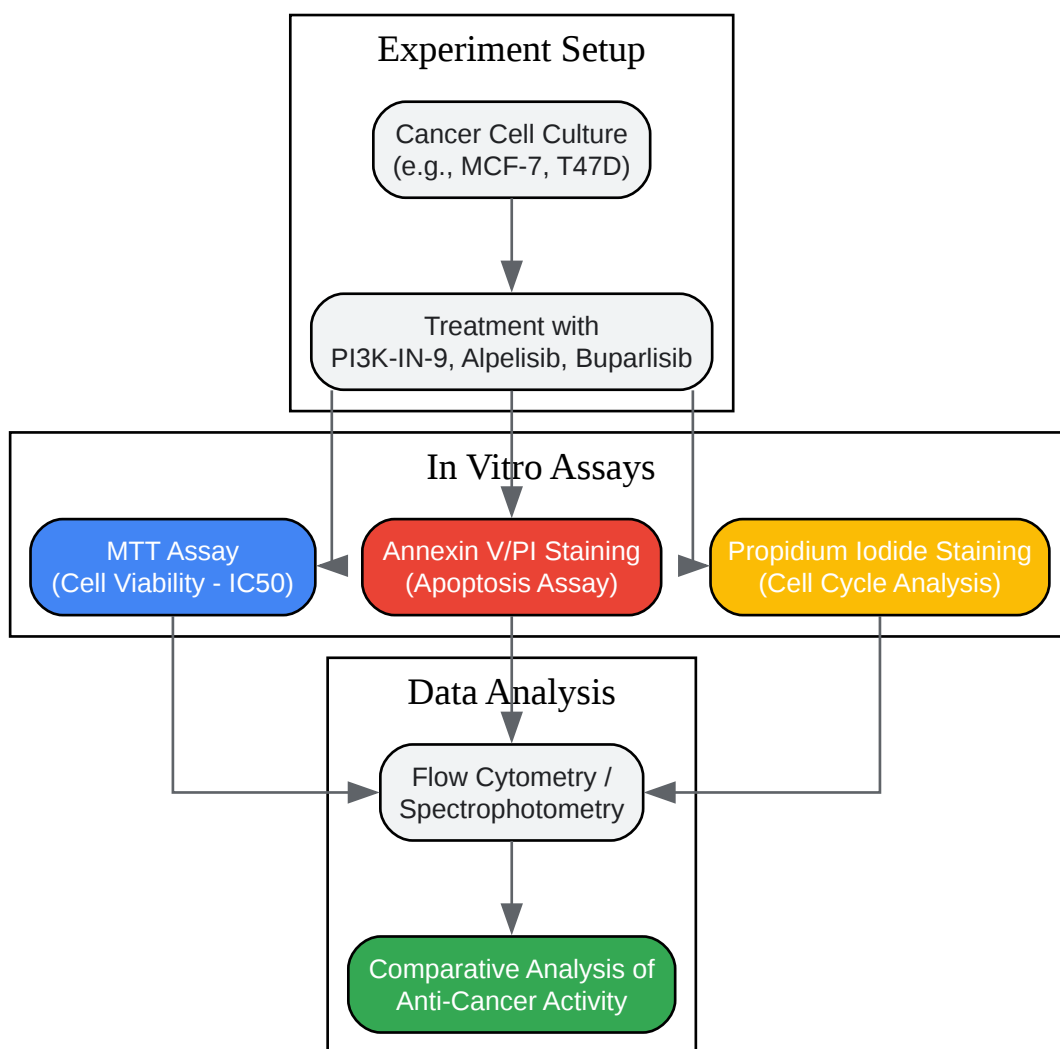 Experiment Setup
Cancer Cell Culture
(e.g., MCF-7, T47D)
Treatment with
PI3K-IN-9, Alpelisib, Buparlisib
In Vitro Assays
MTT Assay
(Cell Viability - IC50)
Annexin V/PI Staining
(Apoptosis Assay)
Propidium Iodide Staining
(Cell Cycle Analysis)
Data Analysis
Flow Cytometry /
Spectrophotometry
Comparative Analysis of
Anti-Cancer Activity